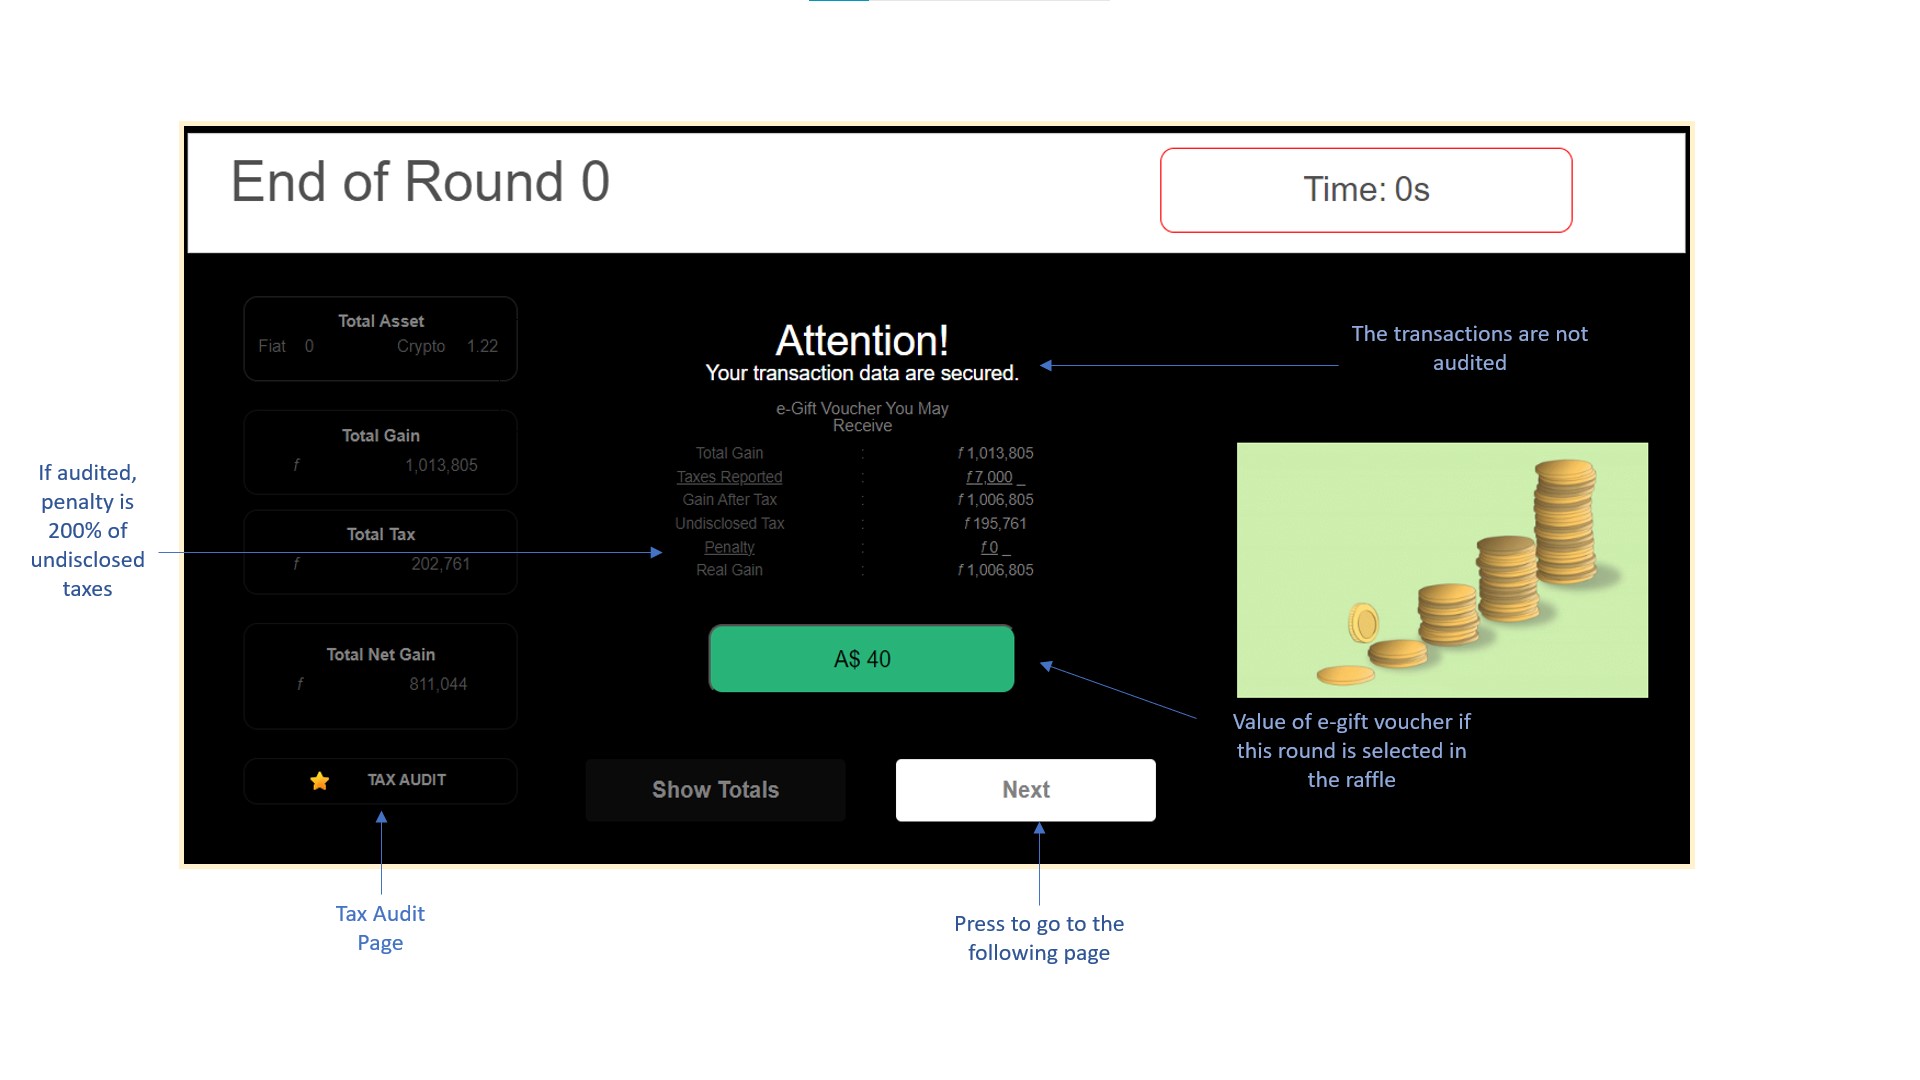 End of Round 0
Time: 0s
Total Asset
Fiat 0 Crypto 1.22
Total Gain
f 1,013,805
Total Tax
f 202,761
Total Net Gain
f 811,044
TAX AUDIT
Attention!
Your transaction data are secured.
e-Gift Voucher You May
Receive
Total Gain : f 1,013,805
Taxes Reported : f 7,000 _
Gain After Tax : f 1,006,805
Undisclosed Tax : f 195,761
Penalty : f 0 _
Real Gain : f 1,006,805
A$ 40
Show Totals
Next
The transactions are not
audited
If audited,
penalty is
200% of
undisclosed
taxes
Value of e-gift voucher if
this round is selected in
the raffle
Tax Audit
Page
Press to go to the
following page